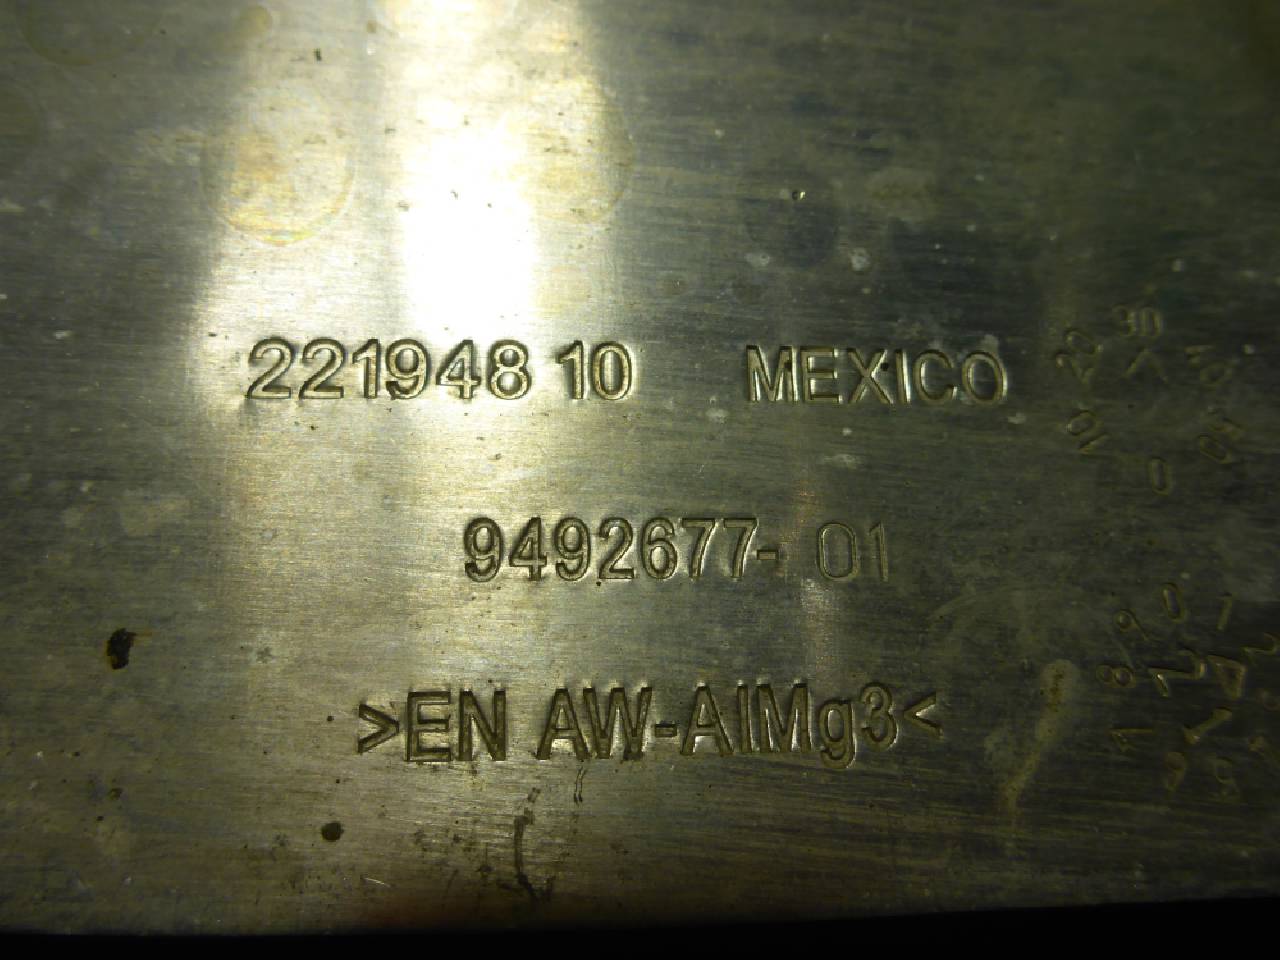 221948 10 MEXICO
9492677- 01
>EN AW-AlMg3<